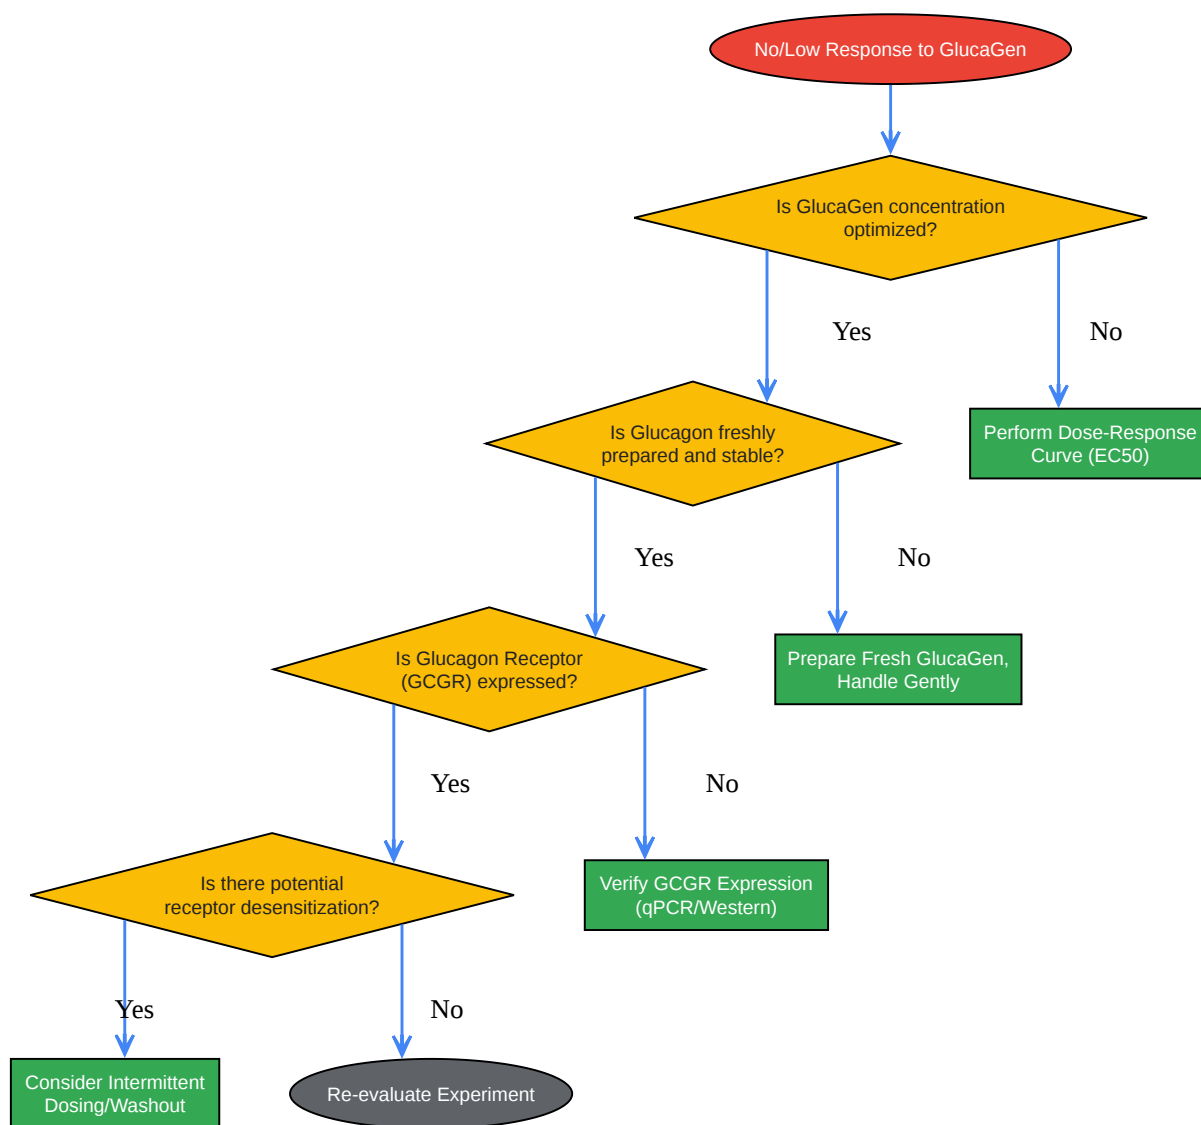 No/Low Response to GlucaGen
Is GlucaGen concentration
optimized?
Yes
No
Is Glucagon freshly
prepared and stable?
Perform Dose-Response
Curve (EC50)
Yes
No
Is Glucagon Receptor
(GCGR) expressed?
Prepare Fresh GlucaGen,
Handle Gently
Yes
No
Is there potential
receptor desensitization?
Verify GCGR Expression
(qPCR/Western)
Yes
No
Consider Intermittent
Dosing/Washout
Re-evaluate Experiment